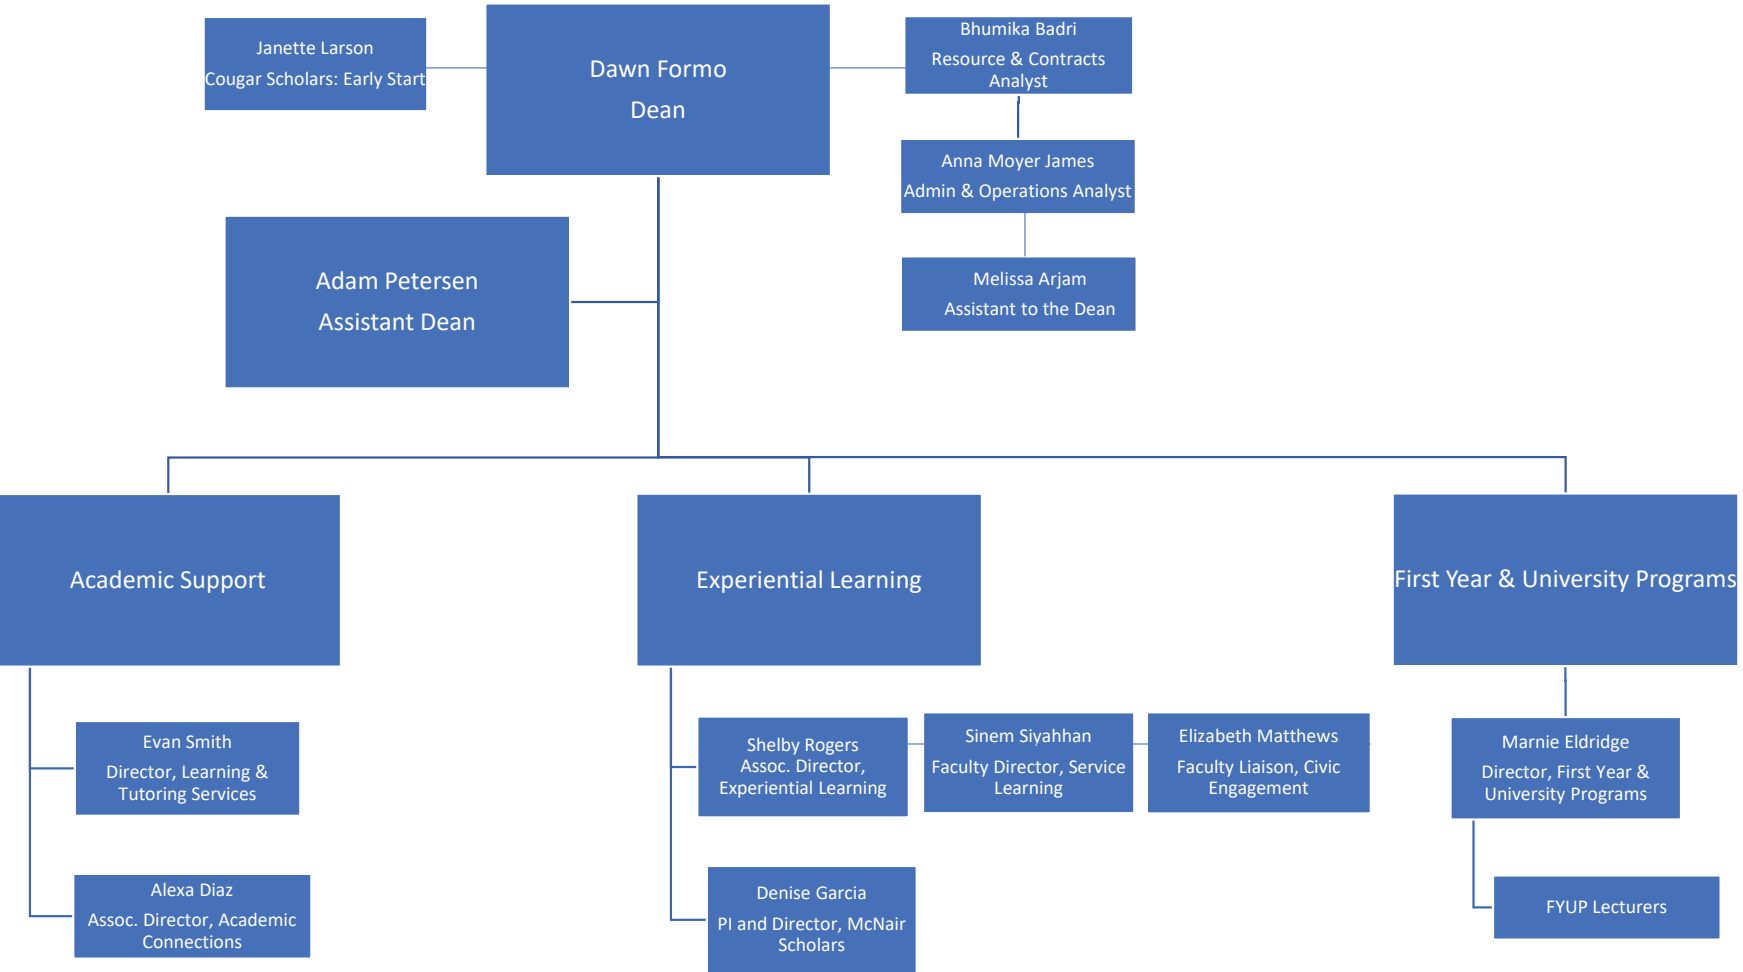 Janette Larson
Cougar Scholars: Early Start
Dawn Formo
Dean
Bhumika Badri
Resource & Contracts
Analyst
Anna Moyer James
Admin & Operations Analyst
Melissa Arjam
Assistant to the Dean
Adam Petersen
Assistant Dean
Academic Support
Experiential Learning
First Year & University Programs
Evan Smith
Director, Learning &
Tutoring Services
Alexa Diaz
Assoc. Director, Academic
Connections
Shelby Rogers
Assoc. Director,
Experiential Learning
Sinem Siyahhan
Faculty Director, Service
Learning
Elizabeth Matthews
Faculty Liaison, Civic
Engagement
Denise Garcia
PI and Director, McNair
Scholars
Marnie Eldridge
Director, First Year &
University Programs
FYUP Lecturers